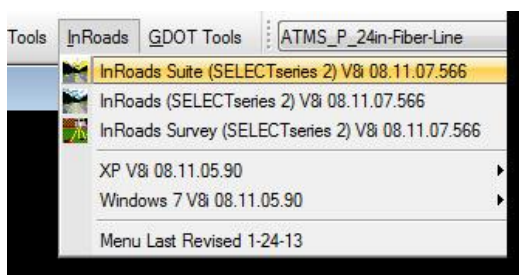 Tools InRoads GDOT Tools ATMS_P_24in-Fiber-Line
InRoads Suite (SELECTseries 2) V8i 08.11.07.566
InRoads (SELECTseries 2) V8i 08.11.07.566
InRoads Survey (SELECTseries 2) V8i 08.11.07.566
XP V8i 08.11.05.90
Windows 7 V8i 08.11.05.90
Menu Last Revised 1-24-13